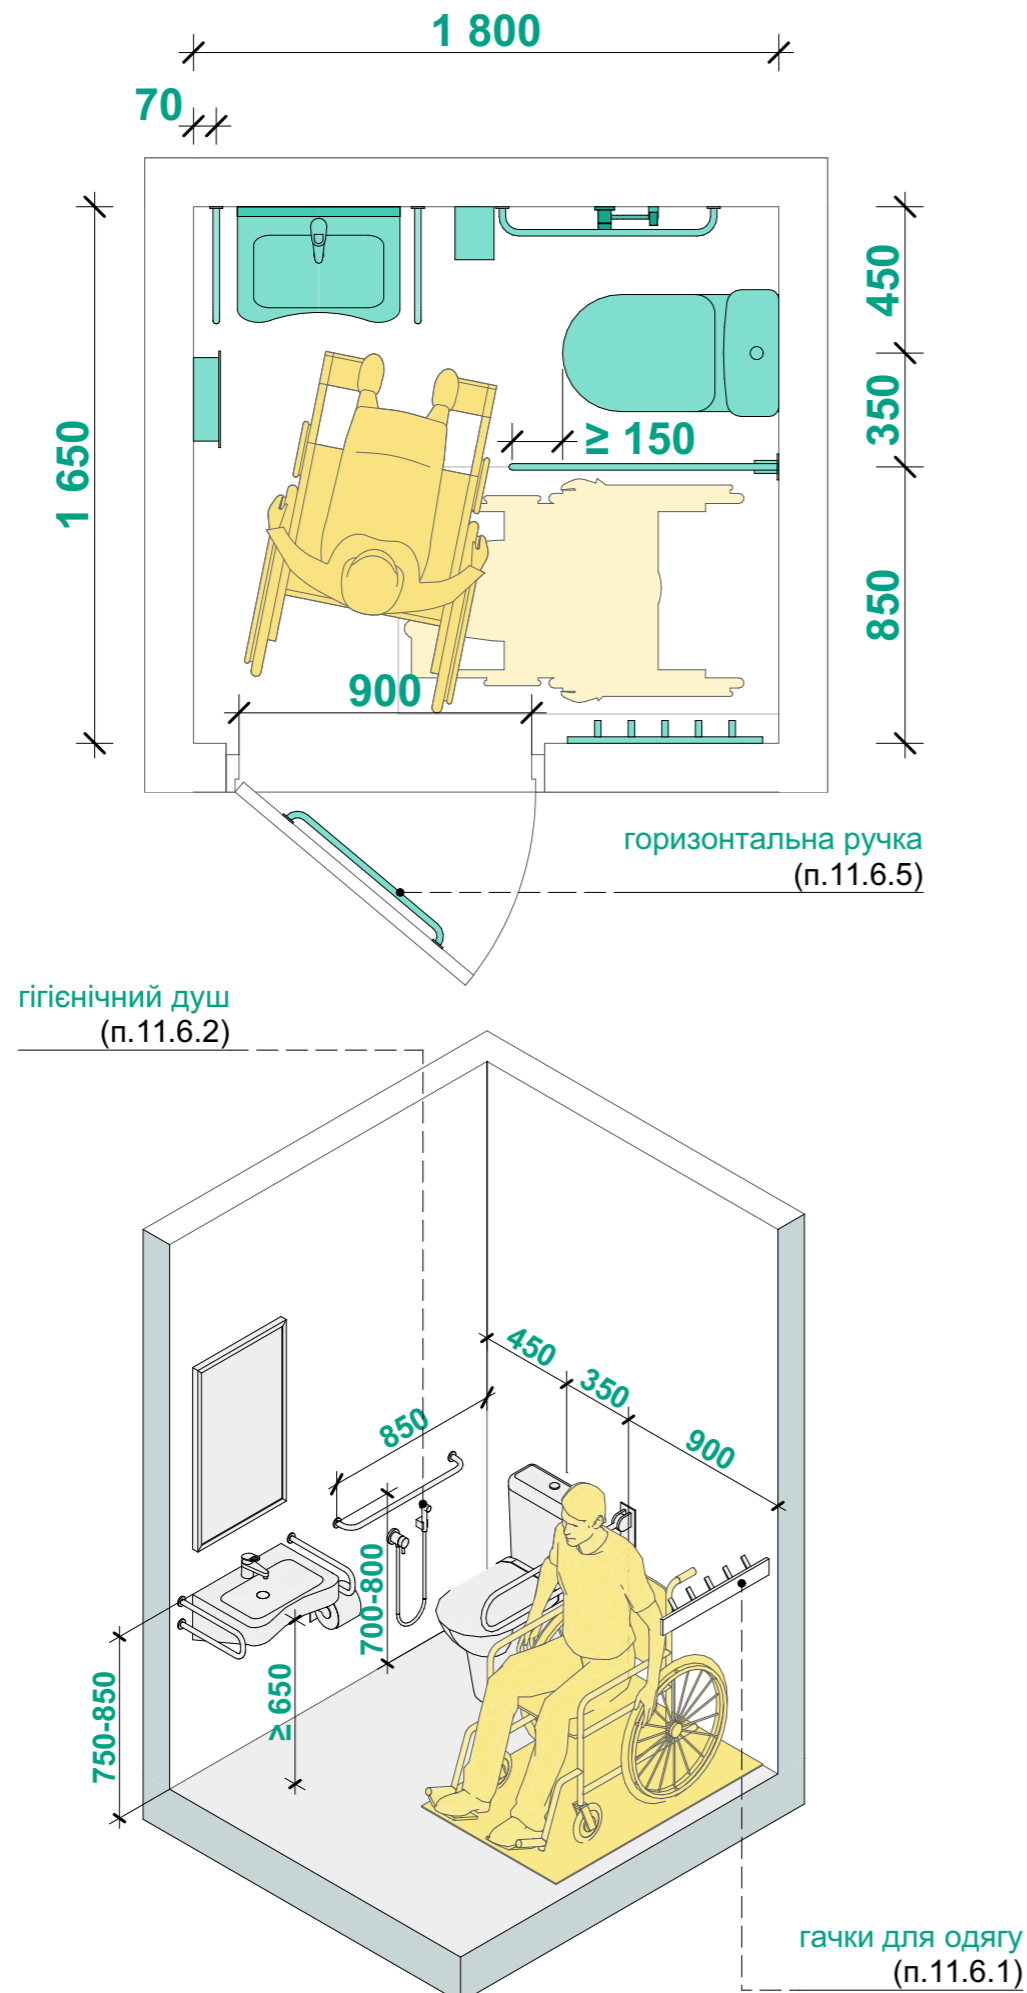 1 800
70
450
350
≥ 150
1 650
850
900
горизонтальна ручка
(п.11.6.5)
гігієнічний душ
(п.11.6.2)
450
350
850
900
700-800
≥ 650
750-850
гачки для одягу
(п.11.6.1)